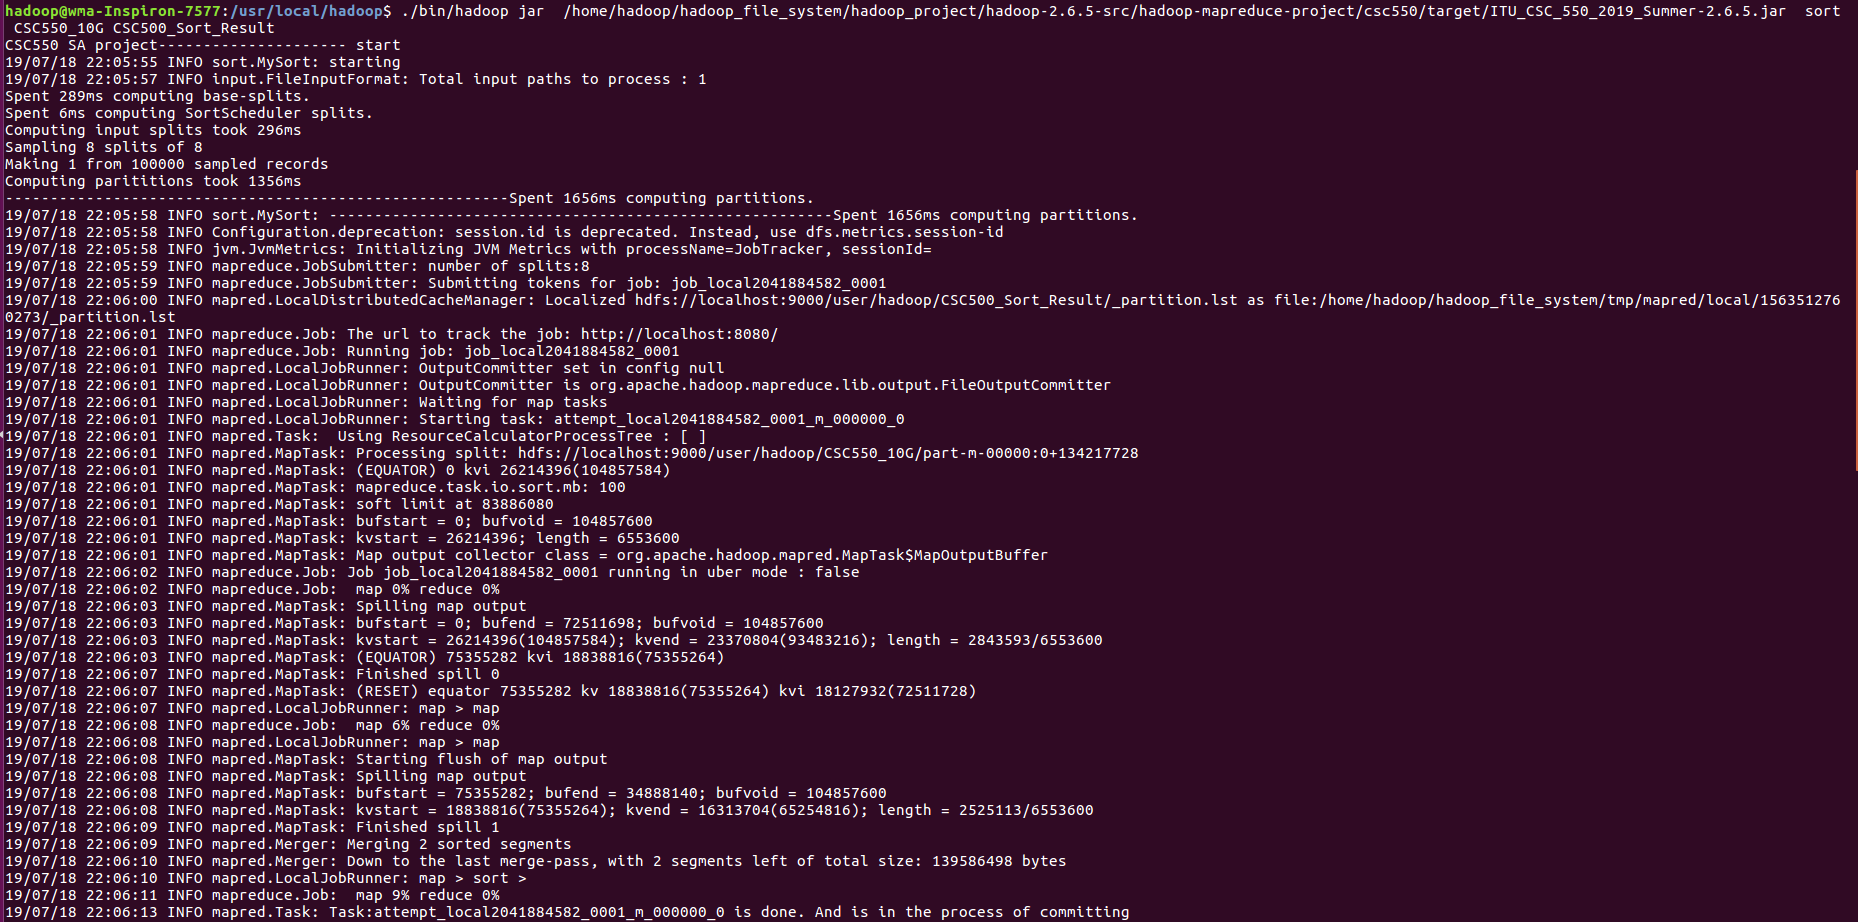 hadoop@wma-Inspiron-7577:/usr/local/hadoop$ ./bin/hadoop jar  /home/hadoop/hadoop_file_system/hadoop_project/hadoop-2.6.5-src/hadoop-mapreduce-project/csc550/target/ITU_CSC_550_2019_Summer-2.6.5.jar  sort
 CSC550_10G CSC500_Sort_Result
CSC550 SA project--------------------- start
19/07/18 22:05:55 INFO sort.MySort: starting
19/07/18 22:05:57 INFO input.FileInputFormat: Total input paths to process : 1
Spent 289ms computing base-splits.
Spent 6ms computing SortScheduler splits.
Computing input splits took 296ms
Sampling 8 splits of 8
Making 1 from 100000 sampled records
Computing parititions took 1356ms
--------------------------------------------------------Spent 1656ms computing partitions.
19/07/18 22:05:58 INFO sort.MySort: --------------------------------------------------------Spent 1656ms computing partitions.
19/07/18 22:05:58 INFO Configuration.deprecation: session.id is deprecated. Instead, use dfs.metrics.session-id
19/07/18 22:05:58 INFO jvm.JvmMetrics: Initializing JVM Metrics with processName=JobTracker, sessionId=
19/07/18 22:05:59 INFO mapreduce.JobSubmitter: number of splits:8
19/07/18 22:05:59 INFO mapreduce.JobSubmitter: Submitting tokens for job: job_local2041884582_0001
19/07/18 22:06:00 INFO mapred.LocalDistributedCacheManager: Localized hdfs://localhost:9000/user/hadoop/CSC500_Sort_Result/_partition.lst as file:/home/hadoop/hadoop_file_system/tmp/mapred/local/156351276
0273/_partition.lst
19/07/18 22:06:01 INFO mapreduce.Job: The url to track the job: http://localhost:8080/
19/07/18 22:06:01 INFO mapreduce.Job: Running job: job_local2041884582_0001
19/07/18 22:06:01 INFO mapred.LocalJobRunner: OutputCommitter set in config null
19/07/18 22:06:01 INFO mapred.LocalJobRunner: OutputCommitter is org.apache.hadoop.mapreduce.lib.output.FileOutputCommitter
19/07/18 22:06:01 INFO mapred.LocalJobRunner: Waiting for map tasks
19/07/18 22:06:01 INFO mapred.LocalJobRunner: Starting task: attempt_local2041884582_0001_m_000000_0
19/07/18 22:06:01 INFO mapred.Task:  Using ResourceCalculatorProcessTree : [ ]
19/07/18 22:06:01 INFO mapred.MapTask: Processing split: hdfs://localhost:9000/user/hadoop/CSC550_10G/part-m-00000:0+134217728
19/07/18 22:06:01 INFO mapred.MapTask: (EQUATOR) 0 kvi 26214396(104857584)
19/07/18 22:06:01 INFO mapred.MapTask: mapreduce.task.io.sort.mb: 100
19/07/18 22:06:01 INFO mapred.MapTask: soft limit at 83886080
19/07/18 22:06:01 INFO mapred.MapTask: bufstart = 0; bufvoid = 104857600
19/07/18 22:06:01 INFO mapred.MapTask: kvstart = 26214396; length = 6553600
19/07/18 22:06:01 INFO mapred.MapTask: Map output collector class = org.apache.hadoop.mapred.MapTask$MapOutputBuffer
19/07/18 22:06:02 INFO mapreduce.Job: Job job_local2041884582_0001 running in uber mode : false
19/07/18 22:06:02 INFO mapreduce.Job:  map 0% reduce 0%
19/07/18 22:06:03 INFO mapred.MapTask: Spilling map output
19/07/18 22:06:03 INFO mapred.MapTask: bufstart = 0; bufend = 72511698; bufvoid = 104857600
19/07/18 22:06:03 INFO mapred.MapTask: kvstart = 26214396(104857584); kvend = 23370804(93483216); length = 2843593/6553600
19/07/18 22:06:03 INFO mapred.MapTask: (EQUATOR) 75355282 kvi 18838816(75355264)
19/07/18 22:06:07 INFO mapred.MapTask: Finished spill 0
19/07/18 22:06:07 INFO mapred.MapTask: (RESET) equator 75355282 kv 18838816(75355264) kvi 18127932(72511728)
19/07/18 22:06:07 INFO mapred.LocalJobRunner: map > map
19/07/18 22:06:08 INFO mapreduce.Job:  map 6% reduce 0%
19/07/18 22:06:08 INFO mapred.LocalJobRunner: map > map
19/07/18 22:06:08 INFO mapred.MapTask: Starting flush of map output
19/07/18 22:06:08 INFO mapred.MapTask: Spilling map output
19/07/18 22:06:08 INFO mapred.MapTask: bufstart = 75355282; bufend = 34888140; bufvoid = 104857600
19/07/18 22:06:08 INFO mapred.MapTask: kvstart = 18838816(75355264); kvend = 16313704(65254816); length = 2525113/6553600
19/07/18 22:06:09 INFO mapred.MapTask: Finished spill 1
19/07/18 22:06:09 INFO mapred.Merger: Merging 2 sorted segments
19/07/18 22:06:10 INFO mapred.Merger: Down to the last merge-pass, with 2 segments left of total size: 139586498 bytes
19/07/18 22:06:10 INFO mapred.LocalJobRunner: map > sort >
19/07/18 22:06:11 INFO mapreduce.Job:  map 9% reduce 0%
19/07/18 22:06:13 INFO mapred.Task: Task:attempt_local2041884582_0001_m_000000_0 is done. And is in the process of committing